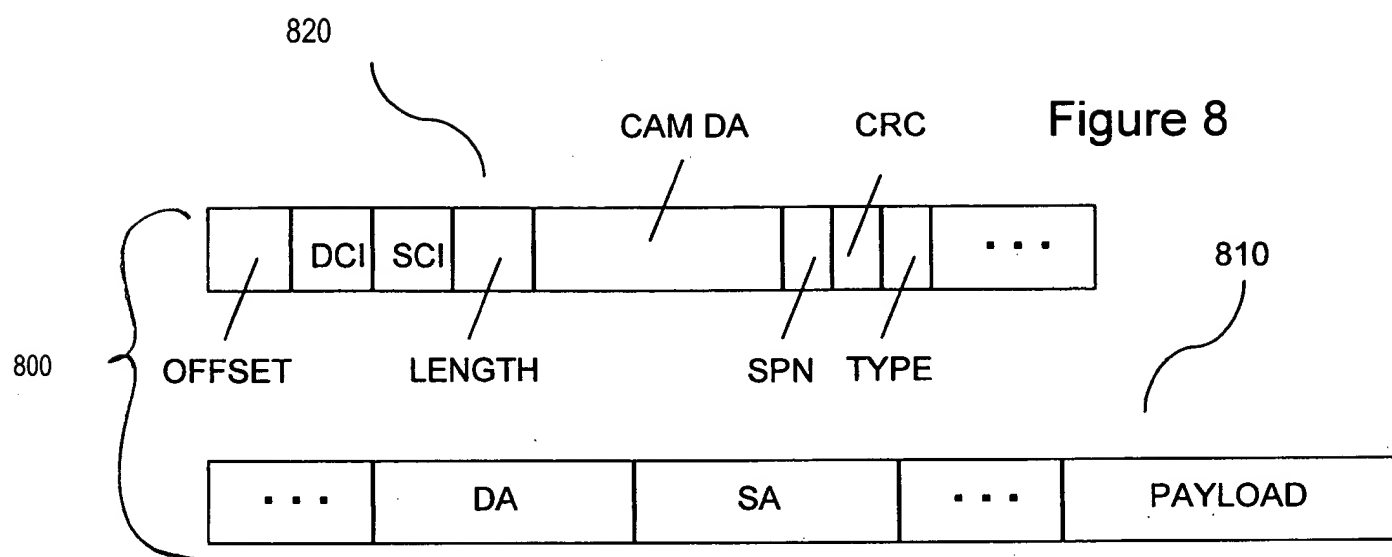 820
Figure 8
CAM DA CRC
DCI SCI ...
810
800
OFFSET LENGTH SPN TYPE
... DA SA ... PAYLOAD